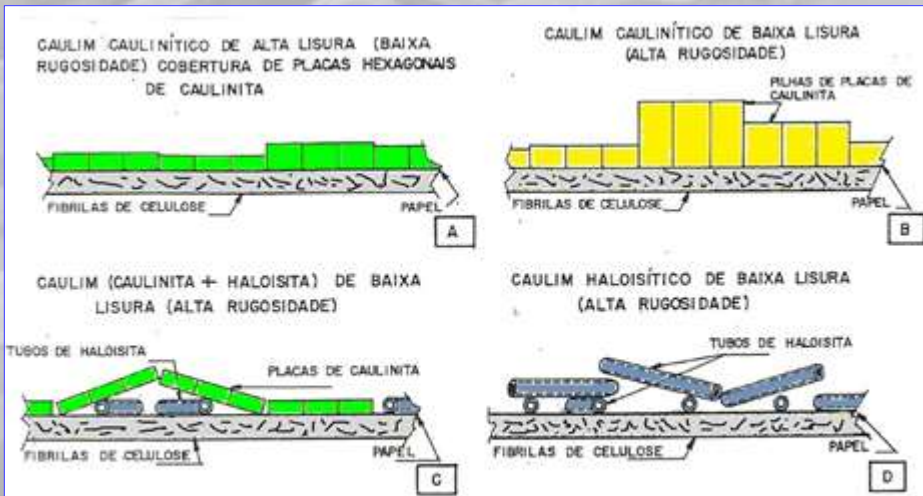 CAULIM CAULINÍTICO DE ALTA LISURA (BAIXA
RUGOSIDADE) COBERTURA DE PLACAS HEXAGONAIS
DE CAULINITA
FIBRILAS DE CELULOSE
PAPEL
A
CAULIM CAULINÍTICO DE BAIXA LISURA
(ALTA RUGOSIDADE)
PILHAS DE PLACAS DE
CAULINITA
FIBRILAS DE CELULOSE
PAPEL
B
CAULIM (CAULINITA + HALOISITA) DE BAIXA
LISURA (ALTA RUGOSIDADE)
TUBOS DE HALOISITA
PLACAS DE CAULINITA
FIBRILAS DE CELULOSE
PAPEL
C
CAULIM HALOISÍTICO DE BAIXA LISURA
(ALTA RUGOSIDADE)
TUBOS DE HALOISITA
FIBRILAS DE CELULOSE
PAPEL
D